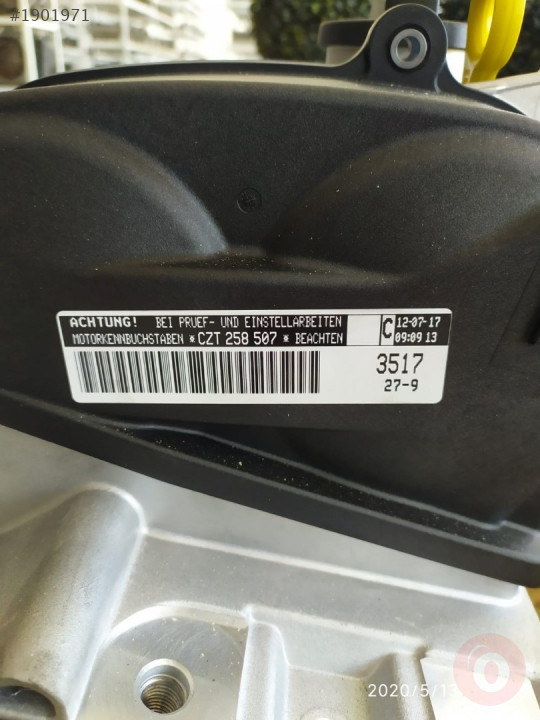 #1901971
ACHTUNG! BEI PRUEF- UND EINSTELLARBEITEN
MOTORKENNBUCHSTABEN *CZT 258 507 * BEACHTEN
C
12-07-17
09:09 13
3517
27-9
2020/5/1